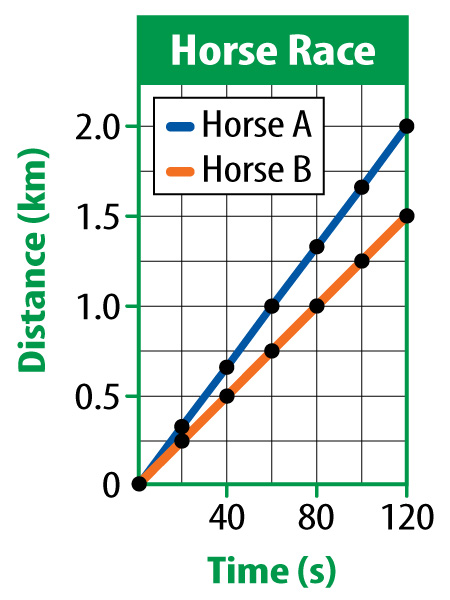 Horse Race
Horse A
Horse B
Distance (km)
2.0
1.5
1.0
0.5
0
40 80 120
Time (s)